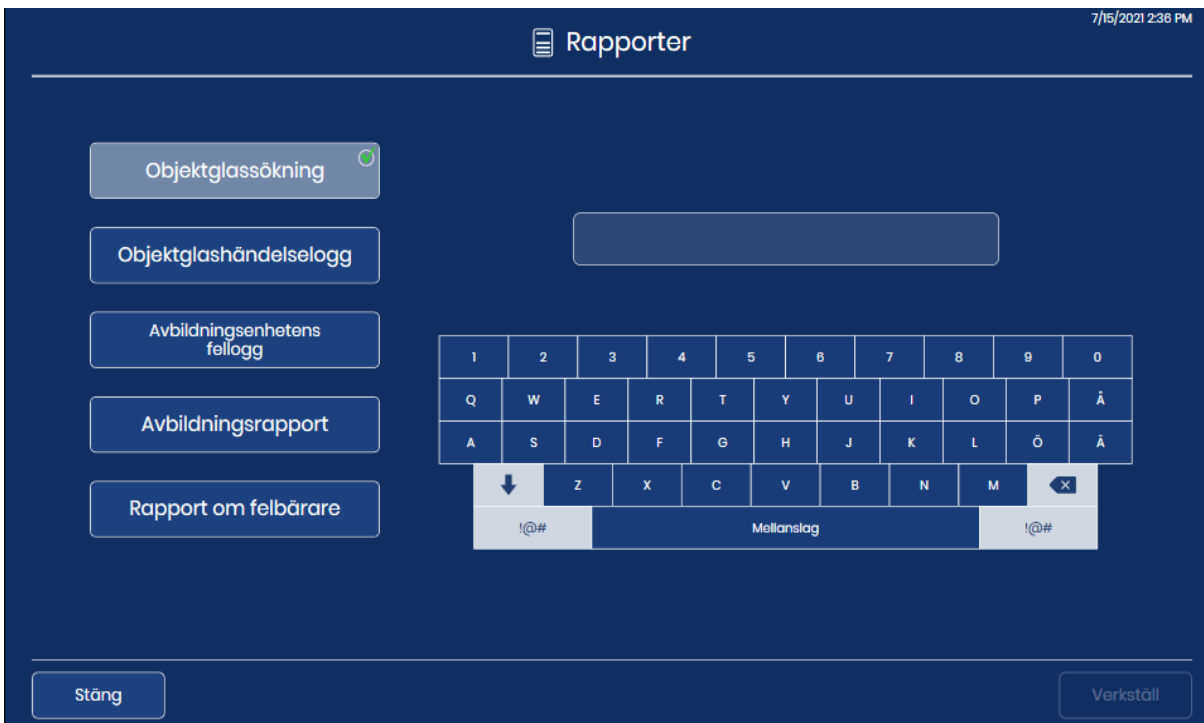 7/15/2021 2:36 PM
Rapporter
Objektglassökning
Objektglashändelselogg
Avbildningsenhetens
fellogg
Avbildningsrapport
Rapport om felbärare
1 2 3 4 5 6 7 8 9 0
Q W E R T Y U I O P Å
A S D F G H J K L Ö Ä
Z X C V B N M
!@# Mellanslag !@#
Stäng
Verkställ